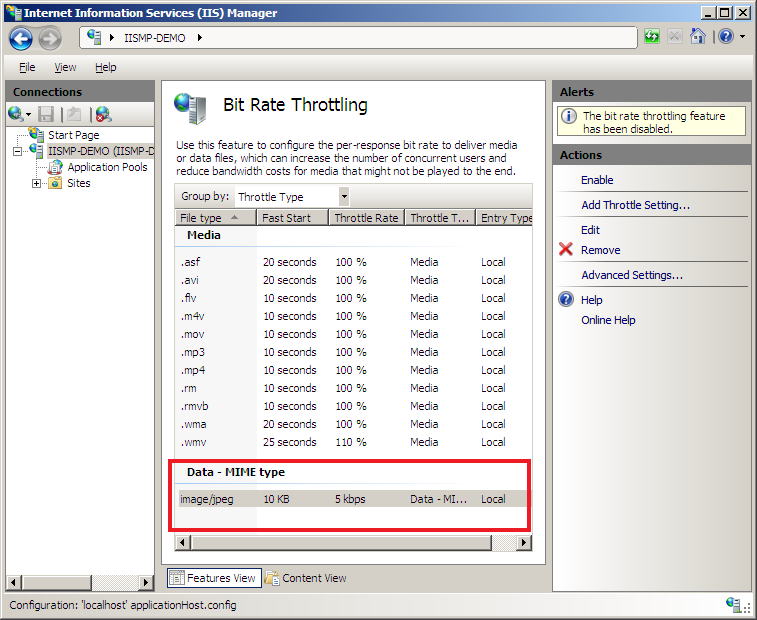 Internet Information Services (IIS) Manager
IISMP-DEMO
File View Help
Connections
Start Page
IISMP-DEMO (IISMP-D
Application Pools
Sites
Bit Rate Throttling
Use this feature to configure the per-response bit rate to deliver media
or data files, which can increase the number of concurrent users and
reduce bandwidth costs for media that might not be played to the end.
Group by: Throttle Type
File type Fast Start Throttle Rate Throttle T... Entry Type
Media
.asf 20 seconds 100 % Media Local
.avi 20 seconds 100 % Media Local
.flv 10 seconds 100 % Media Local
.m4v 10 seconds 100 % Media Local
.mov 10 seconds 100 % Media Local
.mp3 10 seconds 100 % Media Local
.mp4 10 seconds 100 % Media Local
.rm 10 seconds 100 % Media Local
.rmvb 10 seconds 100 % Media Local
.wma 20 seconds 100 % Media Local
.wmv 25 seconds 110 % Media Local
Data - MIME type
image/jpeg 10 KB 5 kbps Data - MI... Local
Features View Content View
Alerts
The bit rate throttling feature
has been disabled.
Actions
Enable
Add Throttle Setting...
Edit
Remove
Advanced Settings...
Help
Online Help
Configuration: 'localhost' applicationHost.config